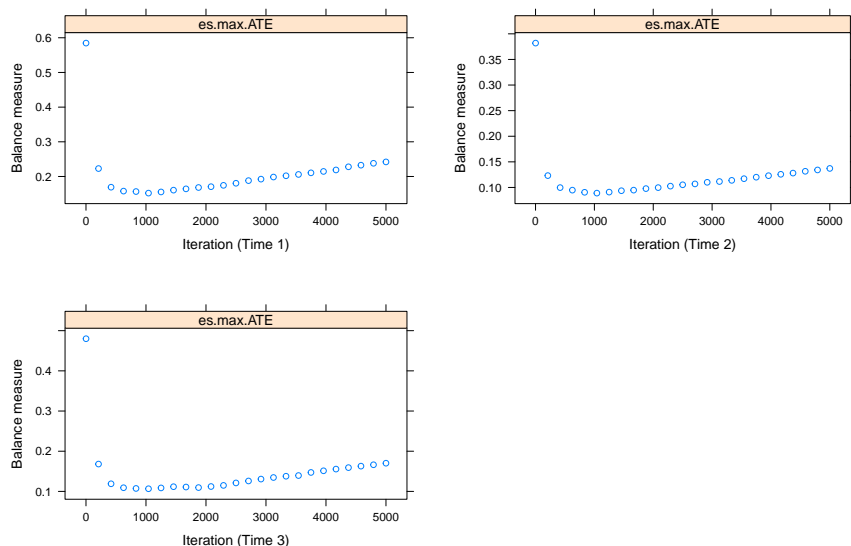 es.max.ATE
0.6
0.5
0.4
0.3
0.2
Balance measure
0 1000 2000 3000 4000 5000
Iteration (Time 1)
es.max.ATE
0.35
0.30
0.25
0.20
0.15
0.10
Balance measure
0 1000 2000 3000 4000 5000
Iteration (Time 2)
es.max.ATE
0.4
0.3
0.2
0.1
Balance measure
0 1000 2000 3000 4000 5000
Iteration (Time 3)